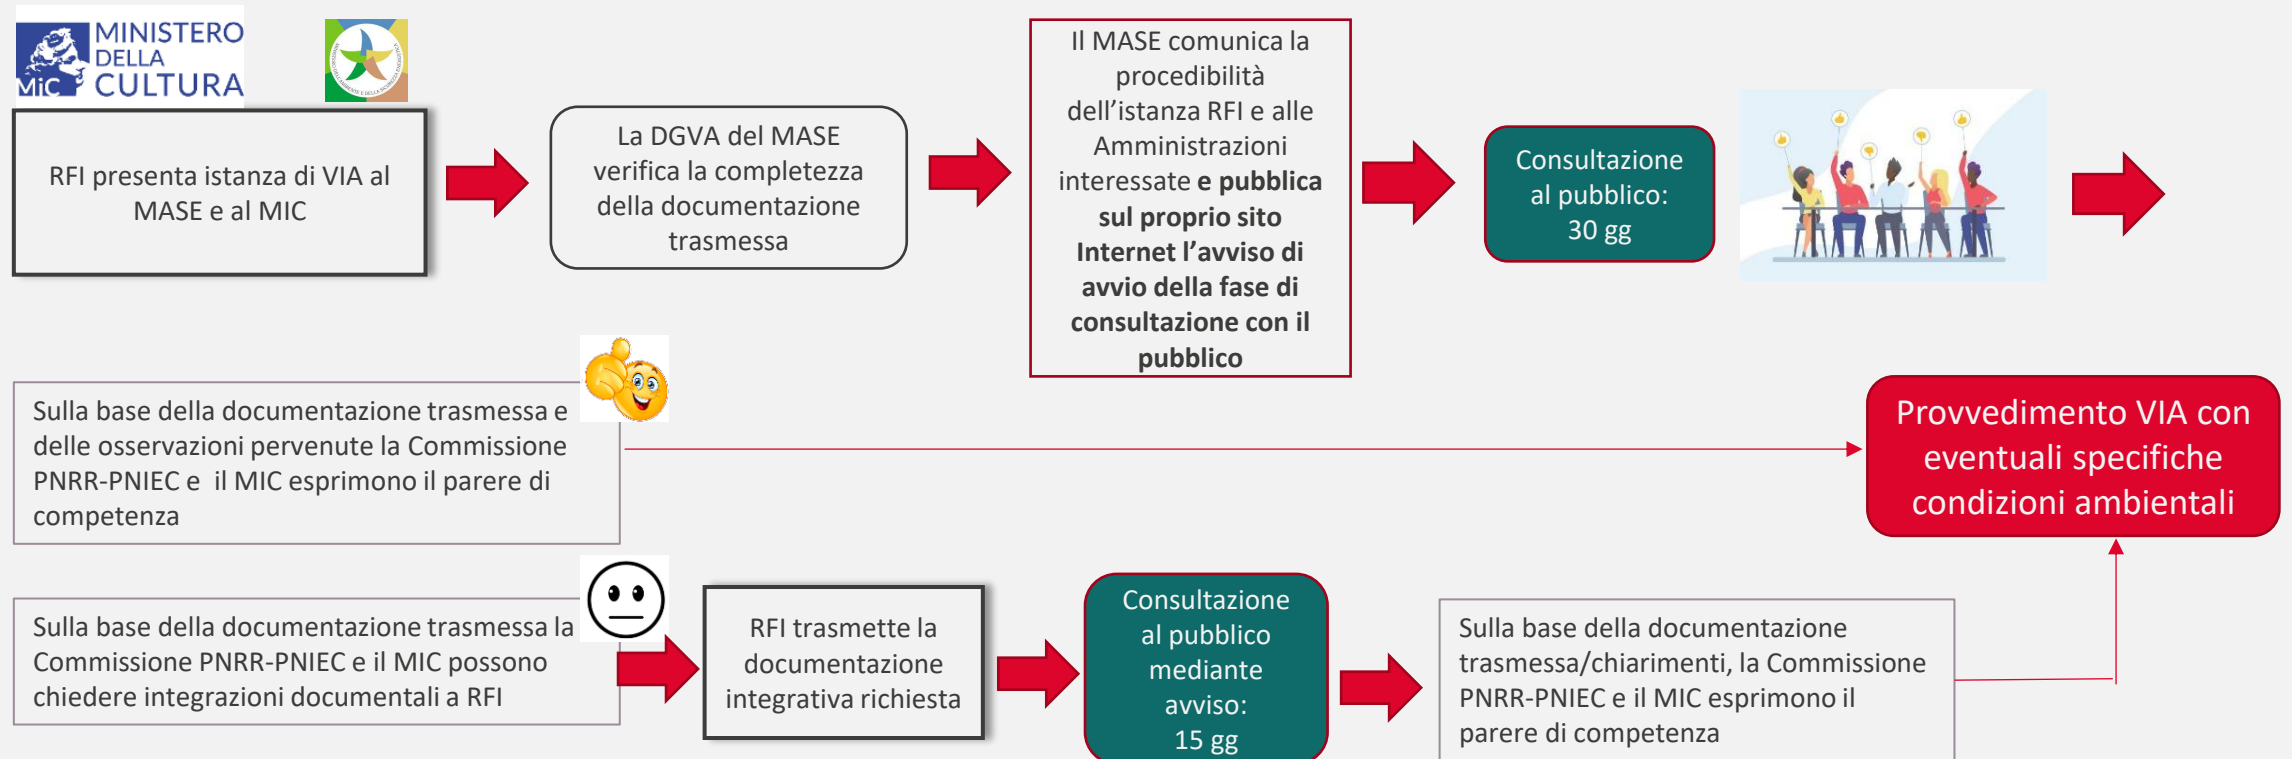 MiC
MINISTERO
DELLA
CULTURA
RFI presenta istanza di VIA al
MASE e al MIC
La DGVA del MASE
verifica la completezza
della documentazione
trasmessa
Il MASE comunica la
procedibilità
dell’istanza RFI e alle
Amministrazioni
interessate e pubblica
sul proprio sito
Internet l’avviso di
avvio della fase di
consultazione con il
pubblico
Consultazione
al pubblico:
30 gg
Sulla base della documentazione trasmessa e
delle osservazioni pervenute la Commissione
PNRR-PNIEC e il MIC esprimono il parere di
competenza
Provvedimento VIA con
eventuali specifiche
condizioni ambientali
Sulla base della documentazione trasmessa la
Commissione PNRR-PNIEC e il MIC possono
chiedere integrazioni documentali a RFI
RFI trasmette la
documentazione
integrativa richiesta
Consultazione
al pubblico
mediante
avviso:
15 gg
Sulla base della documentazione
trasmessa/chiarimenti, la Commissione
PNRR-PNIEC e il MIC esprimono il
parere di competenza